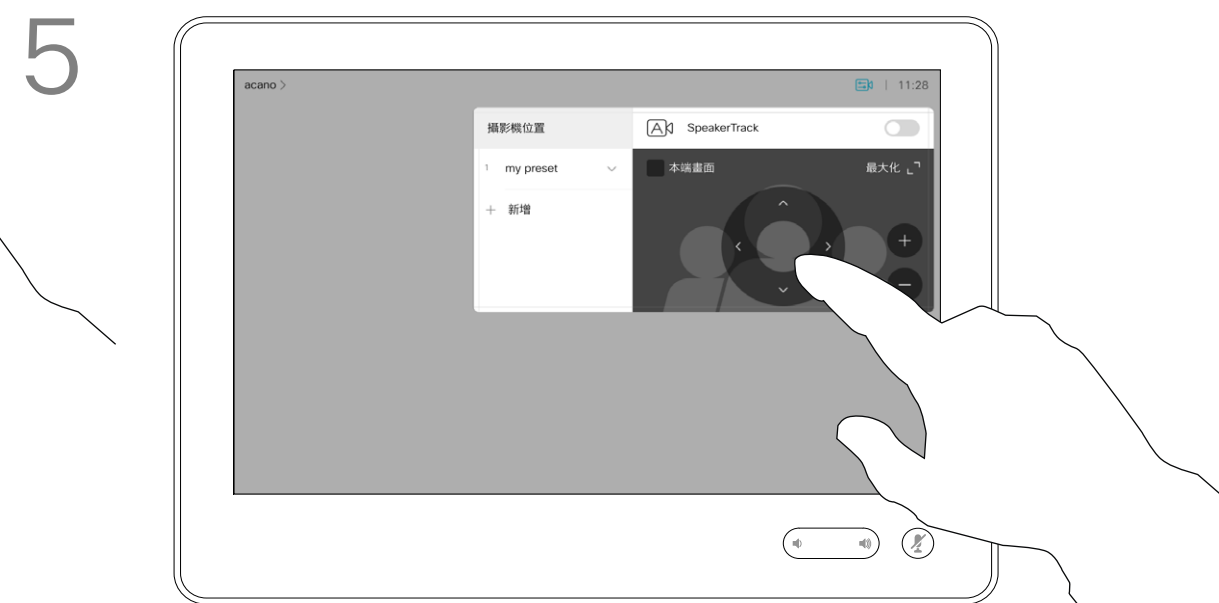 5
acano >
11:28
攝影機位置
SpeakerTrack
1 my preset
本端畫面
最大化
+ 新增